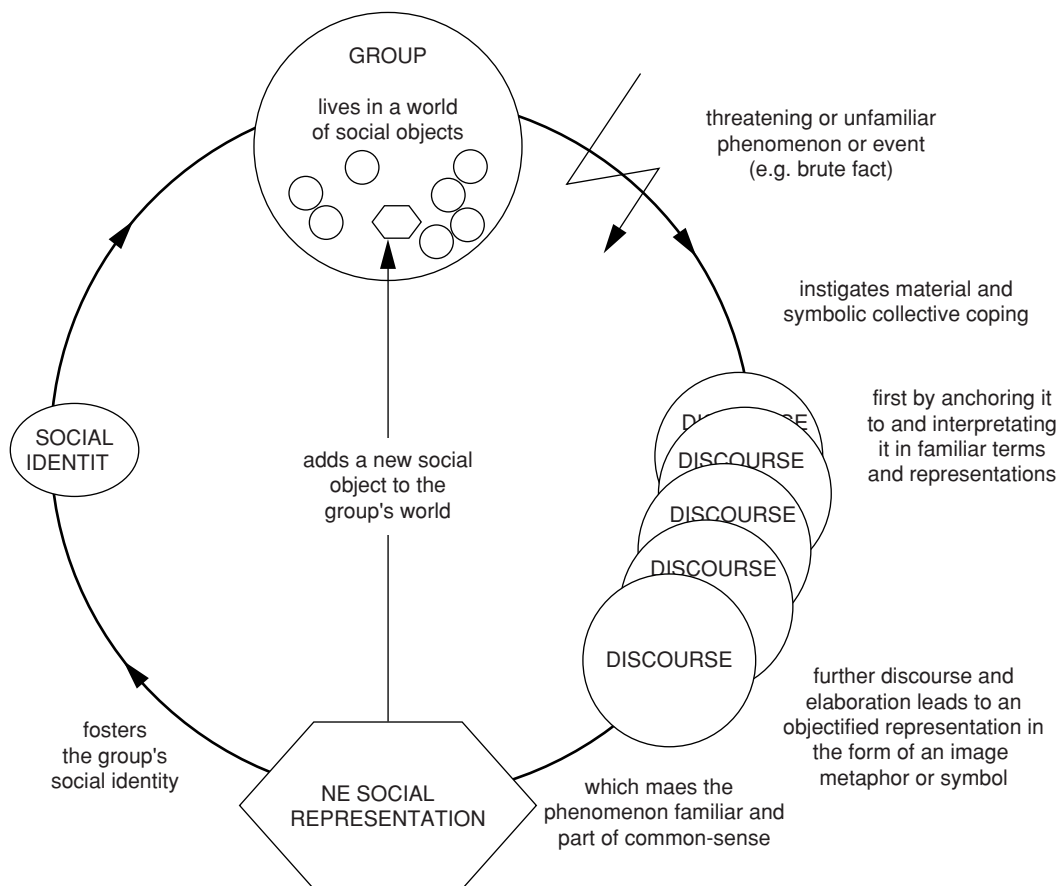 GROUP
lives in a world
of social objects
threatening or unfamiliar
phenomenon or event
(e.g. brute fact)
instigates material and
symbolic collective coping
first by anchoring it
to and interpretating
it in familiar terms
and representations
DISCOURSE
DISCOURSE
DISCOURSE
DISCOURSE
DISCOURSE
further discourse and
elaboration leads to an
objectified representation in
the form of an image
metaphor or symbol
which maes the
phenomenon familiar and
part of common-sense
NE SOCIAL
REPRESENTATION
adds a new social
object to the
group's world
fosters
the group's
social identity
SOCIAL
IDENTIT